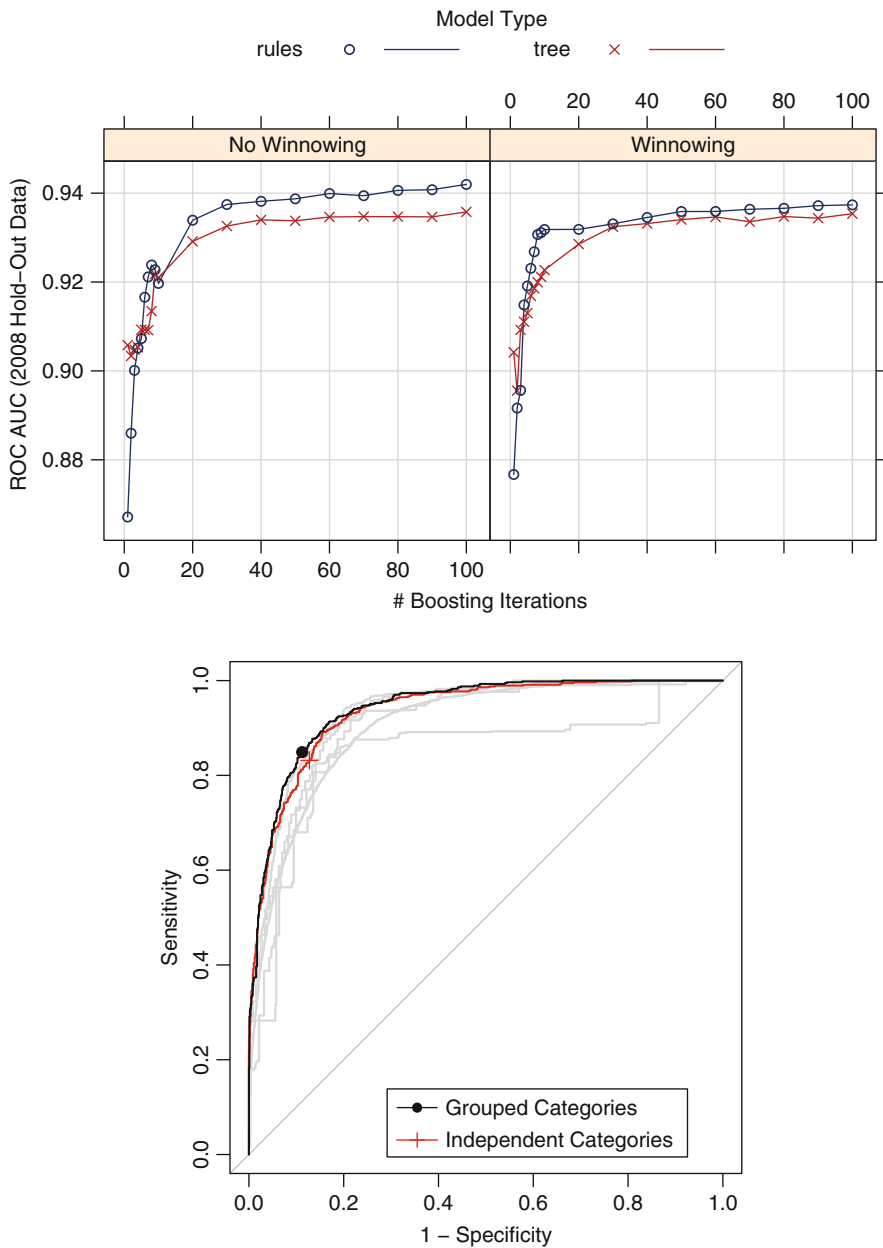 Model Type
rules
tree
0 20 40 60 80 100
No Winnowing
Winnowing
ROC AUC (2008 Hold−Out Data)
0.94
0.92
0.90
0.88
0 20 40 60 80 100
# Boosting Iterations
Sensitivity
1.0
0.8
0.6
0.4
0.2
0.0
Grouped Categories
Independent Categories
0.0 0.2 0.4 0.6 0.8 1.0
1 − Specificity